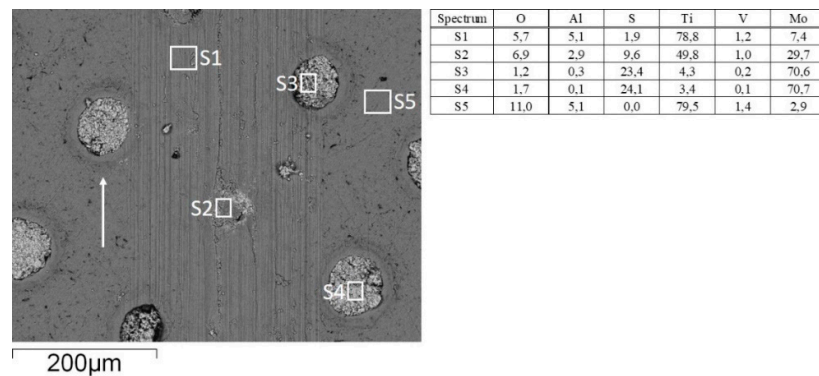 S1
S3
S5
S2
S4
200μm
Spectrum O Al S Ti V Mo
S1 5,7 5,1 1,9 78,8 1,2 7,4
S2 6,9 2,9 9,6 49,8 1,0 29,7
S3 1,2 0,3 23,4 4,3 0,2 70,6
S4 1,7 0,1 24,1 3,4 0,1 70,7
S5 11,0 5,1 0,0 79,5 1,4 2,9